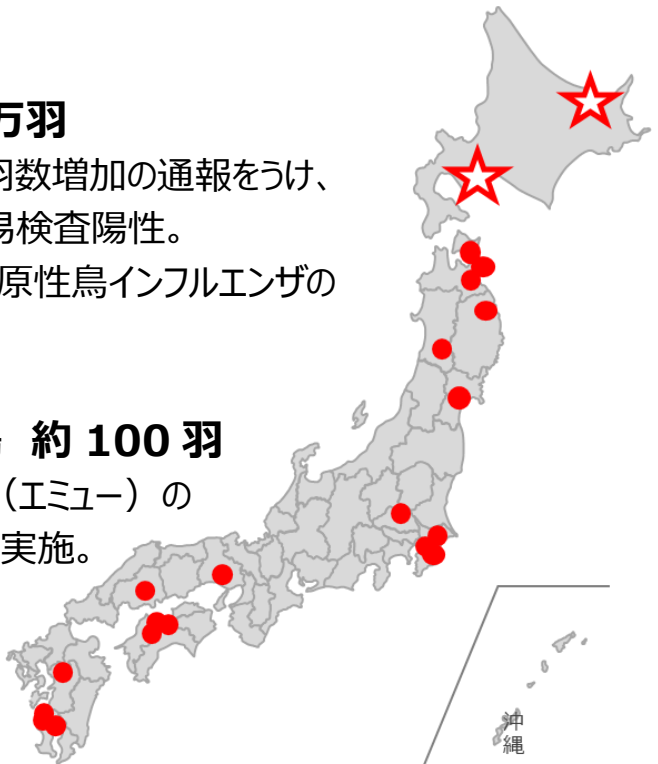 万羽
羽数増加の通報をうけ、
易検査陽性。
原性鳥インフルエンザの
約 100 羽
(エミュー)の
実施。
沖
縄